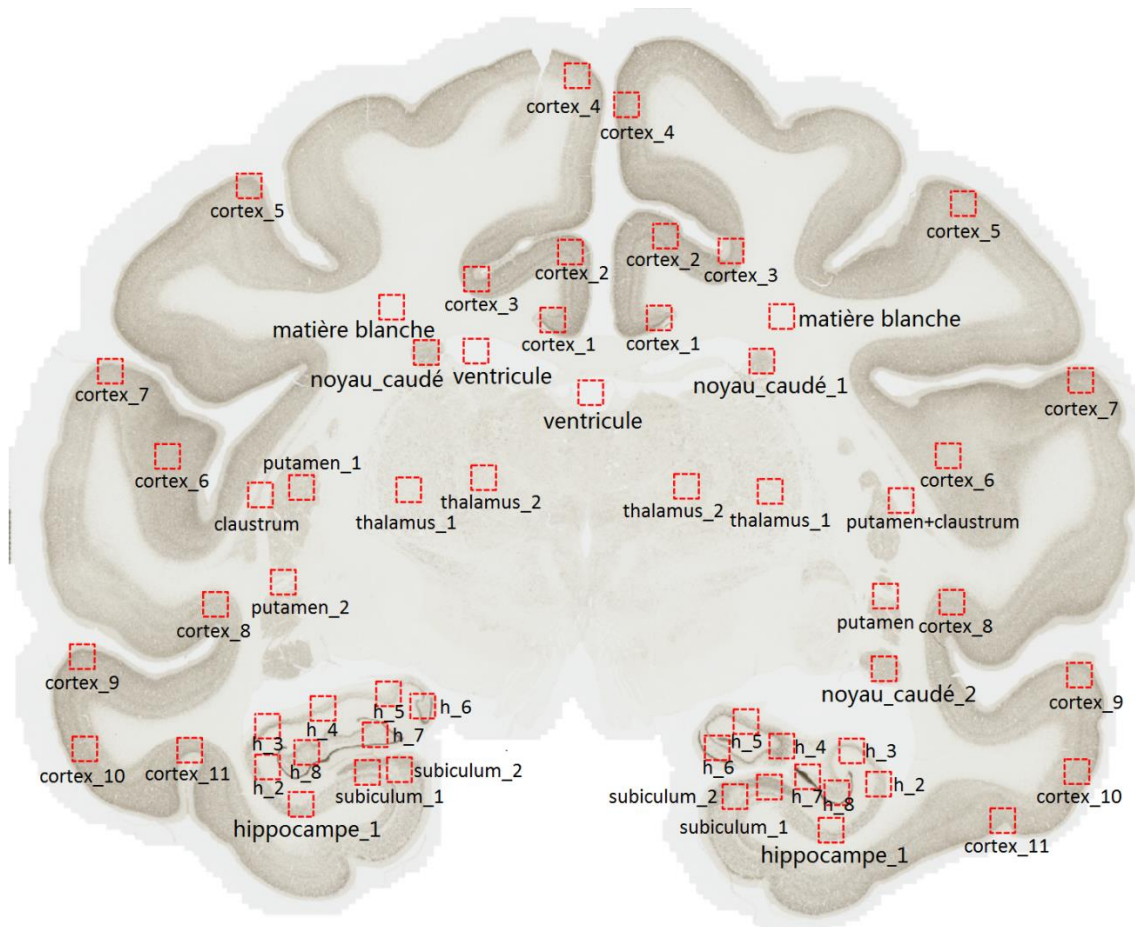 cortex_4
cortex_4
cortex_5
cortex_5
cortex_2
cortex_2
cortex_3
cortex_3
matière blanche
matière blanche
cortex_1
cortex_1
noyau_caudé
ventricule
noyau_caudé_1
cortex_7
cortex_7
ventricule
putamen_1
cortex_6
cortex_6
thalamus_2
thalamus_2
thalamus_1
thalamus_1
claustrum
putamen+claustrum
putamen_2
putamen
cortex_8
cortex_8
cortex_9
cortex_9
noyau_caudé_2
h_6
h_5
h_4
h_3
h_7
h_8
h_2
h_5
h_4
h_3
h_6
h_7
h_8
h_2
cortex_10
cortex_11
subiculum_2
subiculum_1
hippocampe_1
subiculum_2
subiculum_1
hippocampe_1
cortex_10
cortex_11